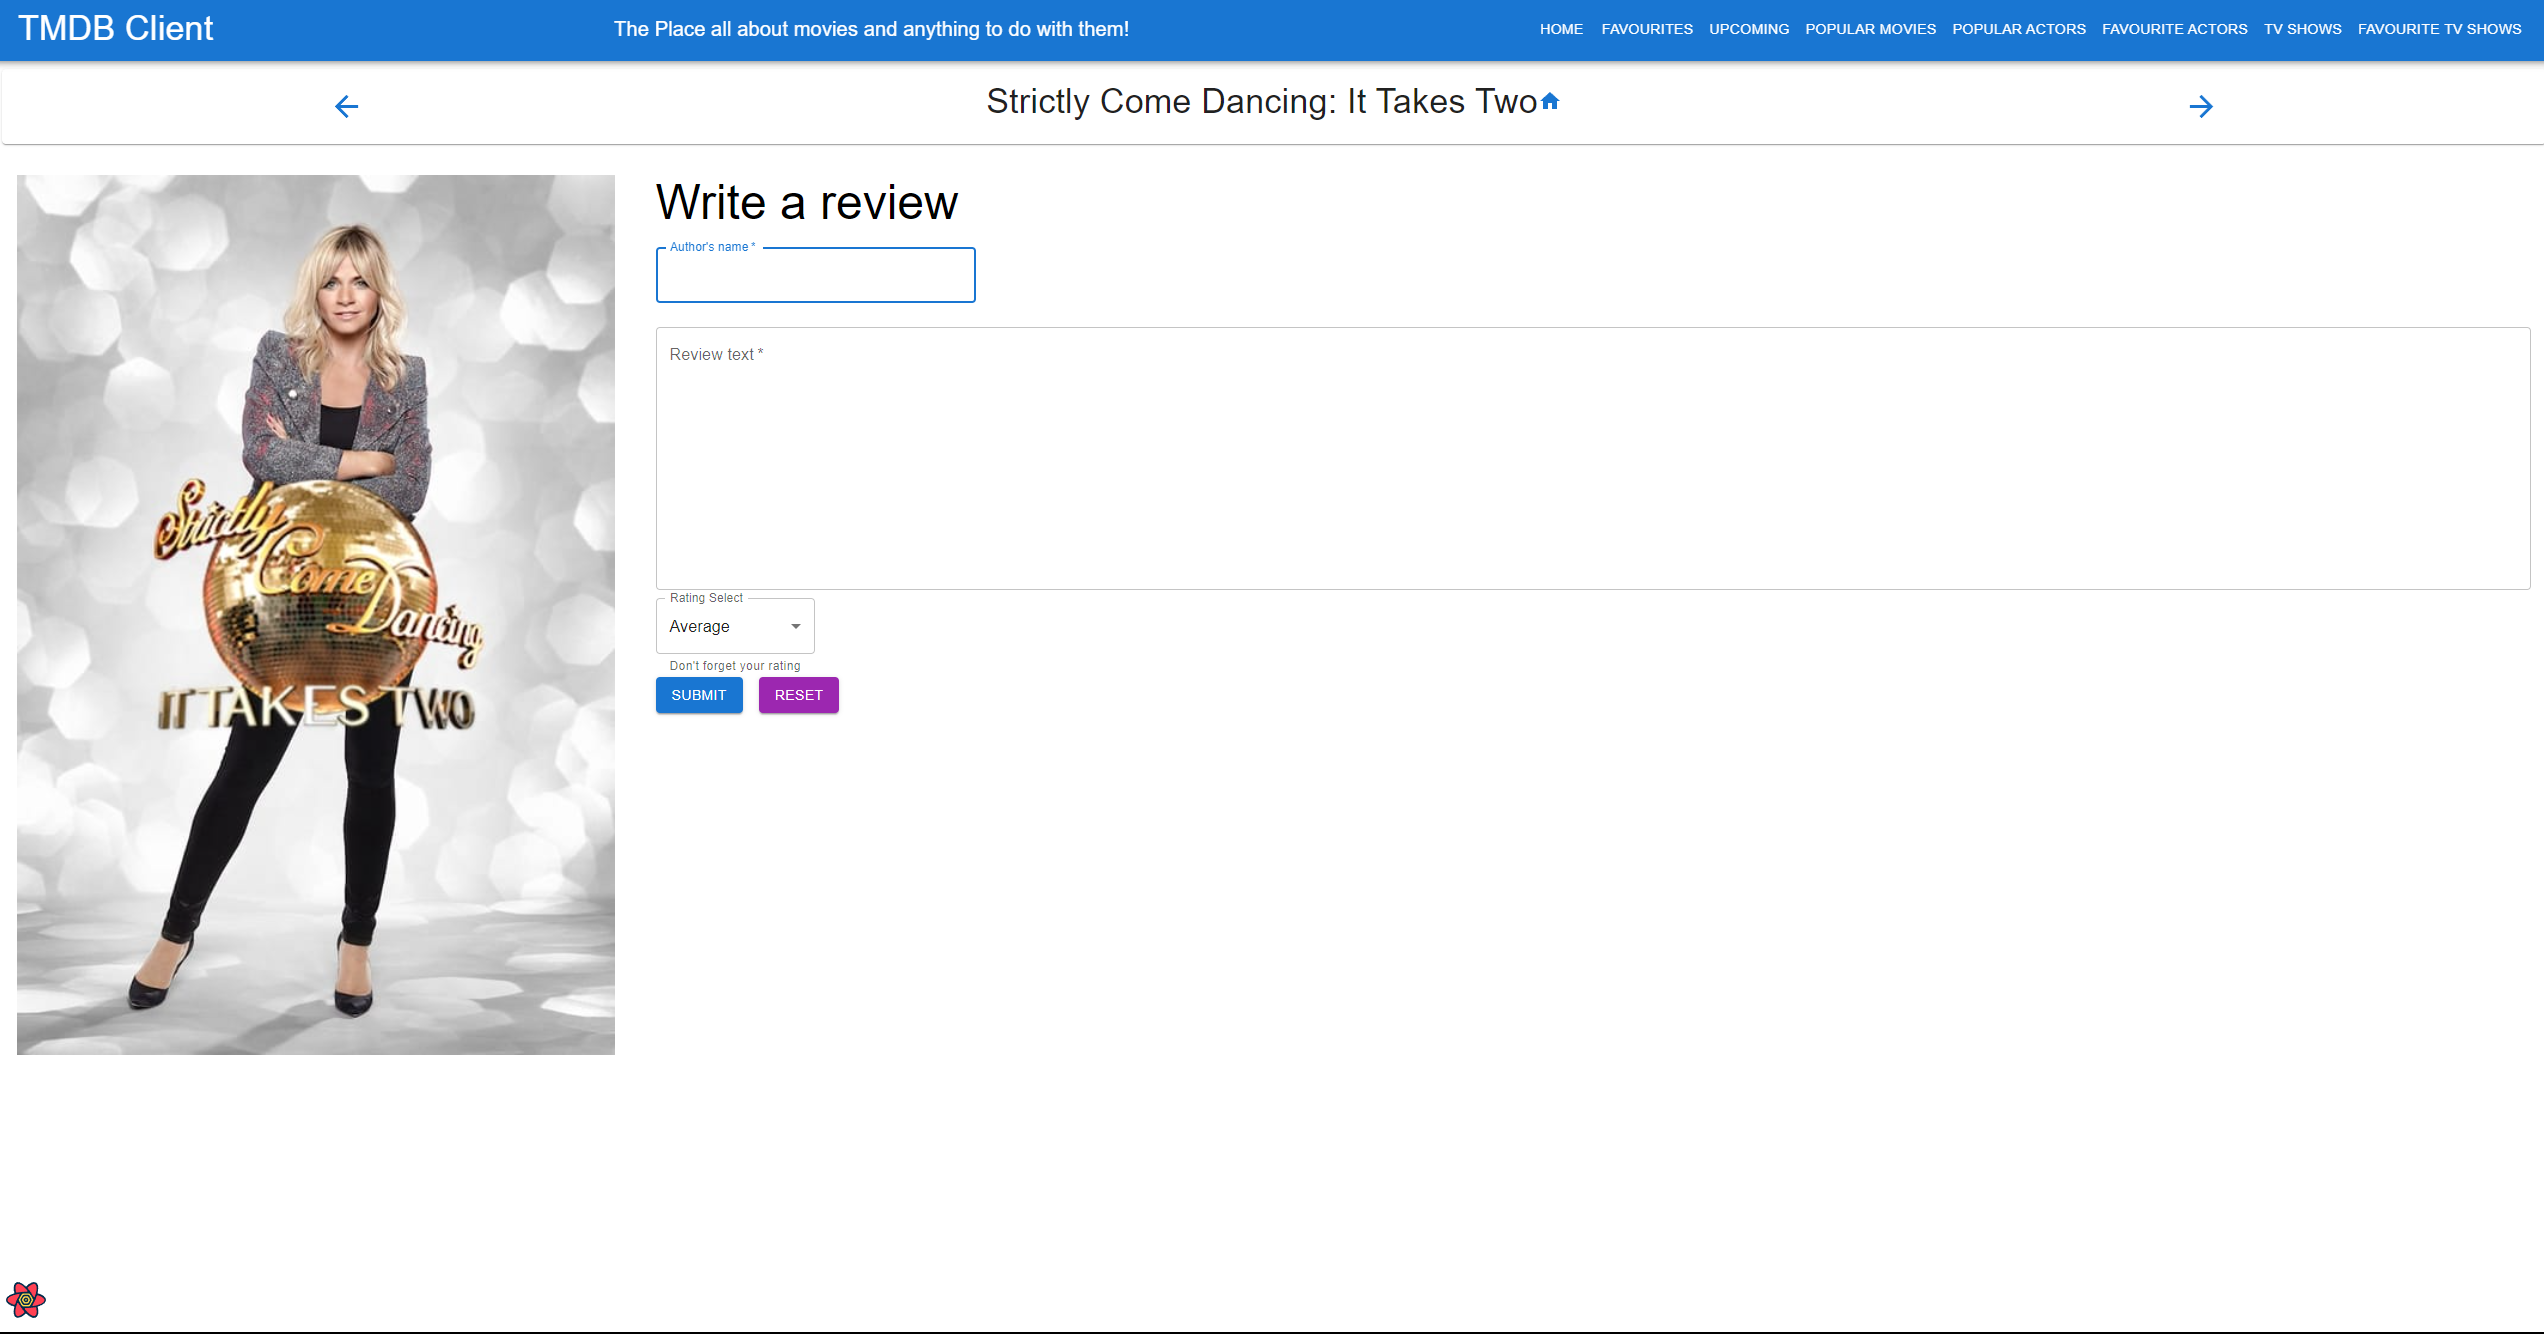 TMDB Client
The Place all about movies and anything to do with them!
HOME FAVOURITES UPCOMING POPULAR MOVIES POPULAR ACTORS FAVOURITE ACTORS TV SHOWS FAVOURITE TV SHOWS
Strictly Come Dancing: It Takes Two
Strictly
Come
Dancing
IT TAKES TWO
Write a review
Author's name *
Review text *
Rating Select
Average
Don't forget your rating
SUBMIT RESET